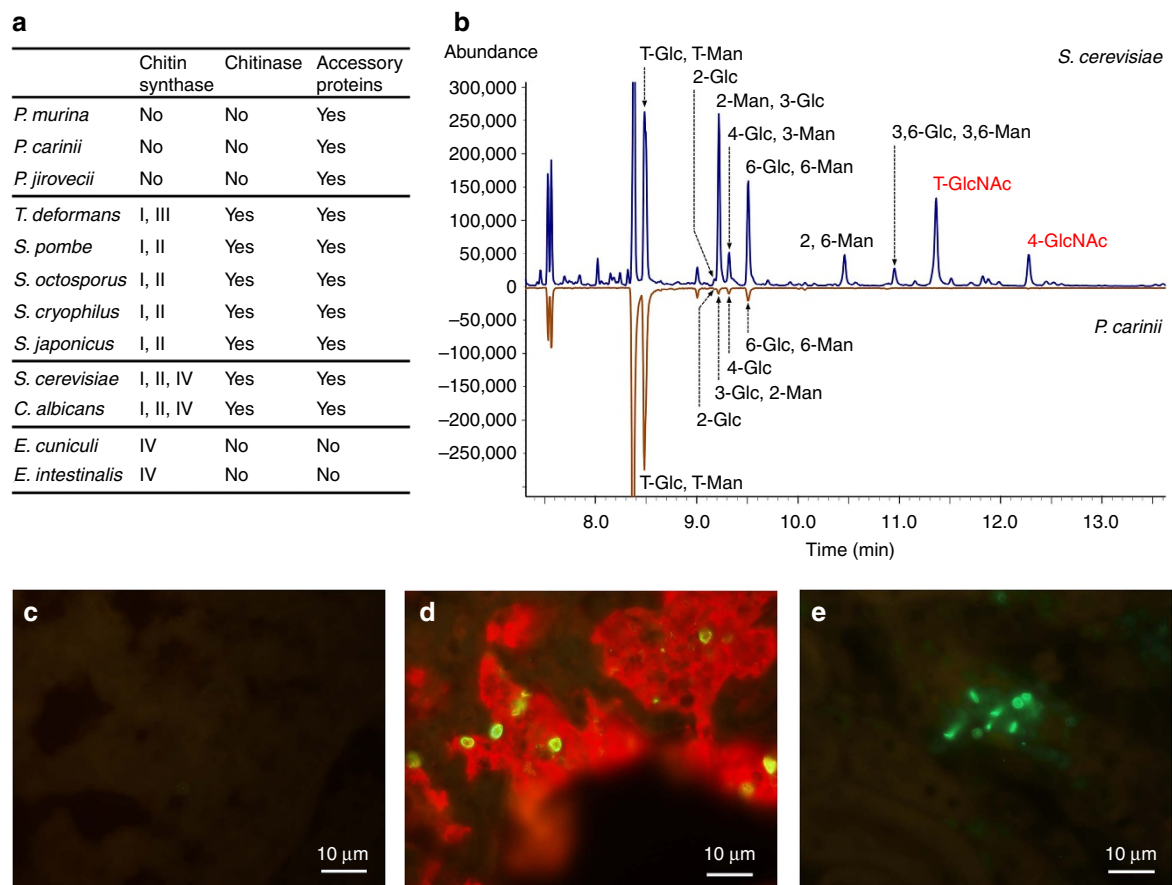 a
Chitin synthase Chitinase Accessory proteins
P. murina No No Yes
P. carinii No No Yes
P. jirovecii No No Yes
T. deformans I, III Yes Yes
S. pombe I, II Yes Yes
S. octosporus I, II Yes Yes
S. cryophilus I, II Yes Yes
S. japonicus I, II Yes Yes
S. cerevisiae I, II, IV Yes Yes
C. albicans I, II, IV Yes Yes
E. cuniculi IV No No
E. intestinalis IV No No
b
Abundance
S. cerevisiae
T-Glc, T-Man
2-Glc
2-Man, 3-Glc
4-Glc, 3-Man
6-Glc, 6-Man
2, 6-Man
3,6-Glc, 3,6-Man
T-GlcNAc
4-GlcNAc
300,000
250,000
200,000
150,000
100,000
50,000
0
−50,000
−100,000
−150,000
−200,000
−250,000
P. carinii
6-Glc, 6-Man
4-Glc
3-Glc, 2-Man
2-Glc
T-Glc, T-Man
8.0 9.0 10.0 11.0 12.0 13.0
Time (min)
c
10 μm
d
10 μm
e
10 μm